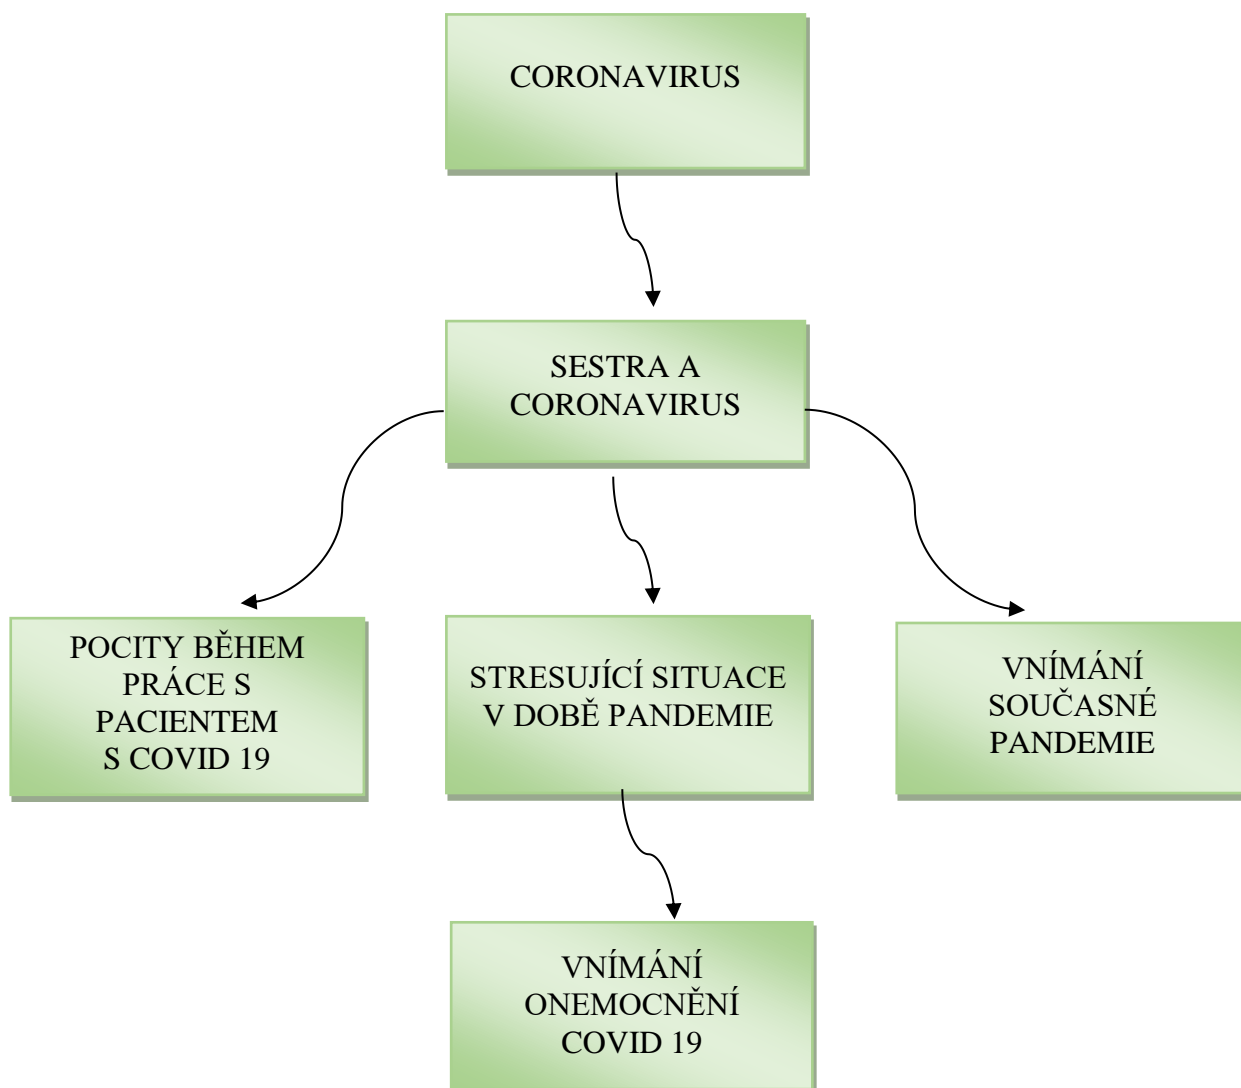 CORONAVIRUS
SESTRA A
CORONAVIRUS
POCITY BĚHEM
PRÁCE S
PACIENTEM
S COVID 19
STRESUJÍCÍ SITUACE
V DOBĚ PANDEMIE
VNÍMÁNÍ
SOUČASNÉ
PANDEMIE
VNÍMÁNÍ
ONEMOCNĚNÍ
COVID 19